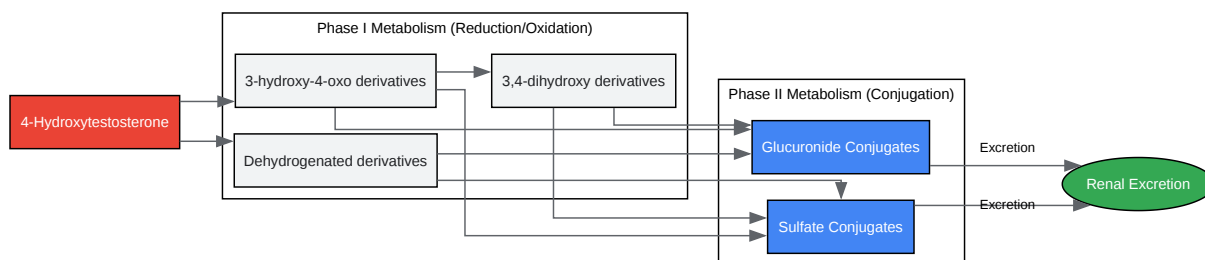 Phase I Metabolism (Reduction/Oxidation)
3-hydroxy-4-oxo derivatives
3,4-dihydroxy derivatives
4-Hydroxytestosterone
Dehydrogenated derivatives
Phase II Metabolism (Conjugation)
Glucuronide Conjugates
Sulfate Conjugates
Excretion
Excretion
Renal Excretion